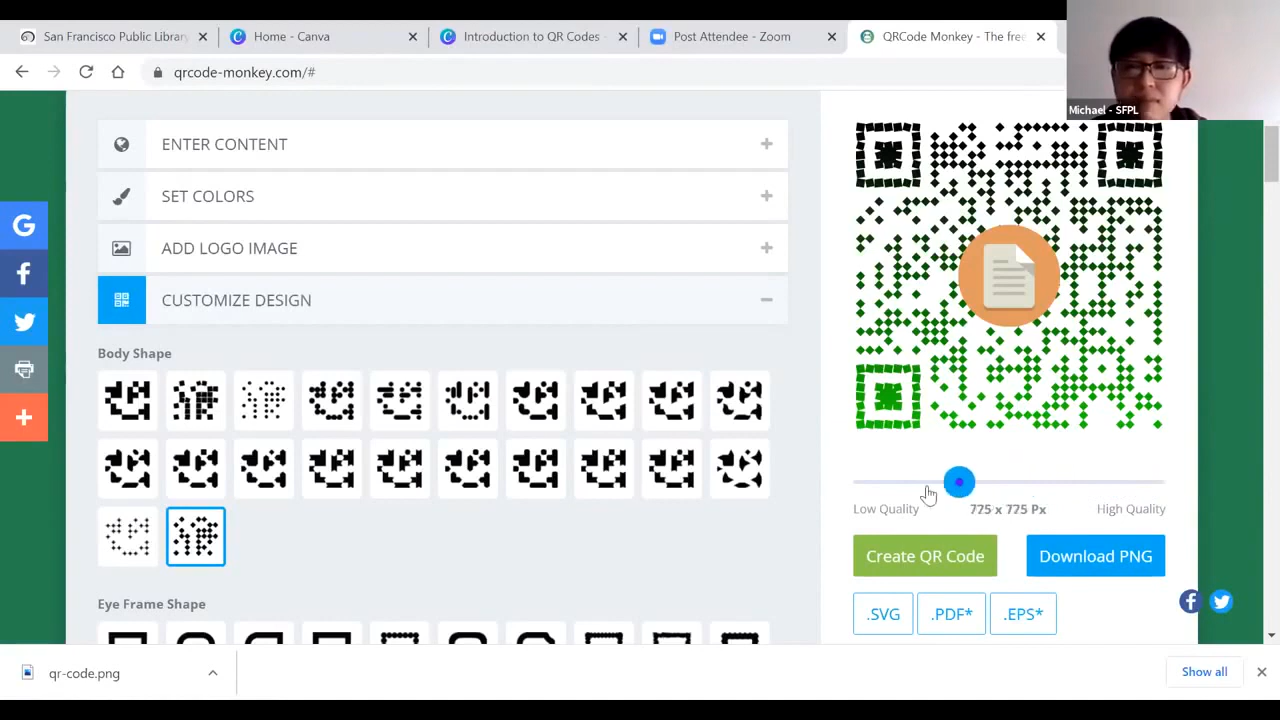 San Francisco Public Library
Home - Canva
Introduction to QR Codes -
Post Attendee - Zoom
QRCode Monkey - The free
qrcode-monkey.com/#
Michael - SFPL
ENTER CONTENT
SET COLORS
ADD LOGO IMAGE
CUSTOMIZE DESIGN
Body Shape
Low Quality
775 x 775 Px
High Quality
Create QR Code
Download PNG
.SVG
.PDF*
.EPS*
Eye Frame Shape
qr-code.png
Show all